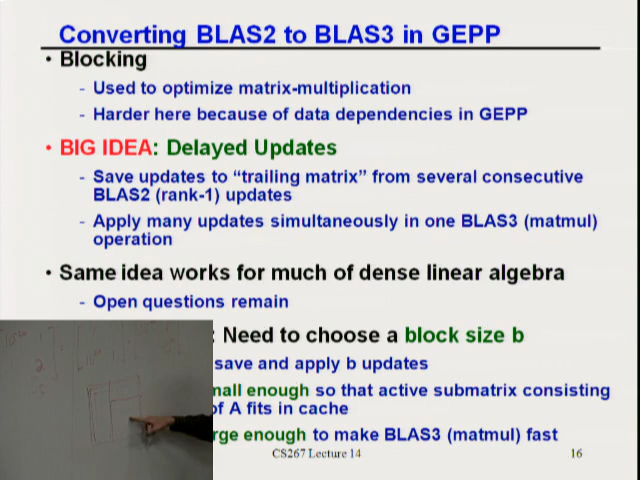 Converting BLAS2 to BLAS3 in GEPP
• Blocking
- Used to optimize matrix-multiplication
- Harder here because of data dependencies in GEPP
• BIG IDEA: Delayed Updates
- Save updates to “trailing matrix” from several consecutive
BLAS2 (rank-1) updates
- Apply many updates simultaneously in one BLAS3 (matmul)
operation
• Same idea works for much of dense linear algebra
- Open questions remain
: Need to choose a block size b
save and apply b updates
enough so that active submatrix consisting
of A fits in cache
enough to make BLAS3 (matmul) fast
CS267 Lecture 14
16